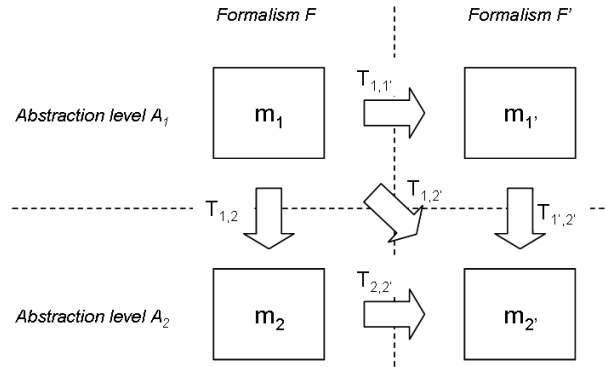 Formalism F
Formalism F'
T1,1'
Abstraction level A1
m1
m1'
T1,2
T1,2'
T1',2'
T2,2'
Abstraction level A2
m2
m2'